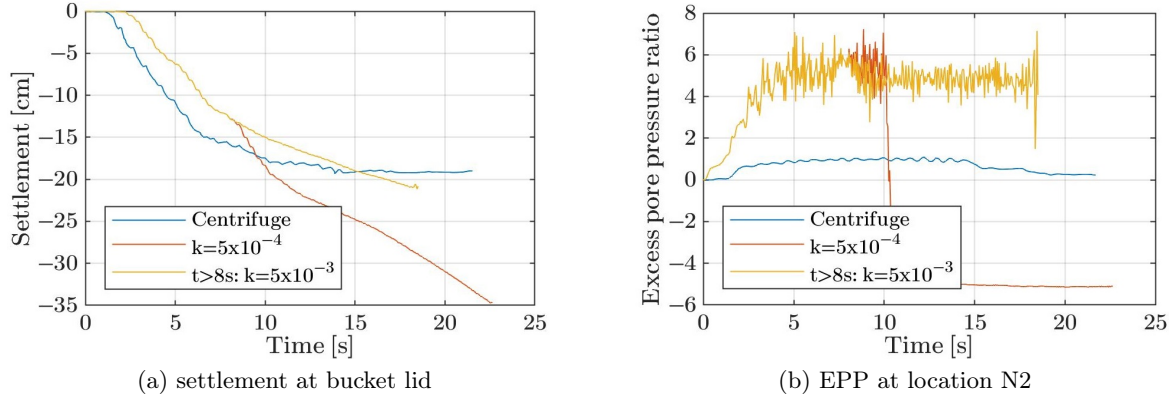 0
−5
−10
−15
−20
−25
−30
−35
Settlement [cm]
0 5 10 15 20 25
Time [s]
Centrifuge
k=5x10⁻⁴
t>8s: k=5x10⁻³
(a) settlement at bucket lid
8
6
4
2
0
−2
−4
−6
Excess pore pressure ratio
0 5 10 15 20 25
Time [s]
Centrifuge
k=5x10⁻⁴
t>8s: k=5x10⁻³
(b) EPP at location N2